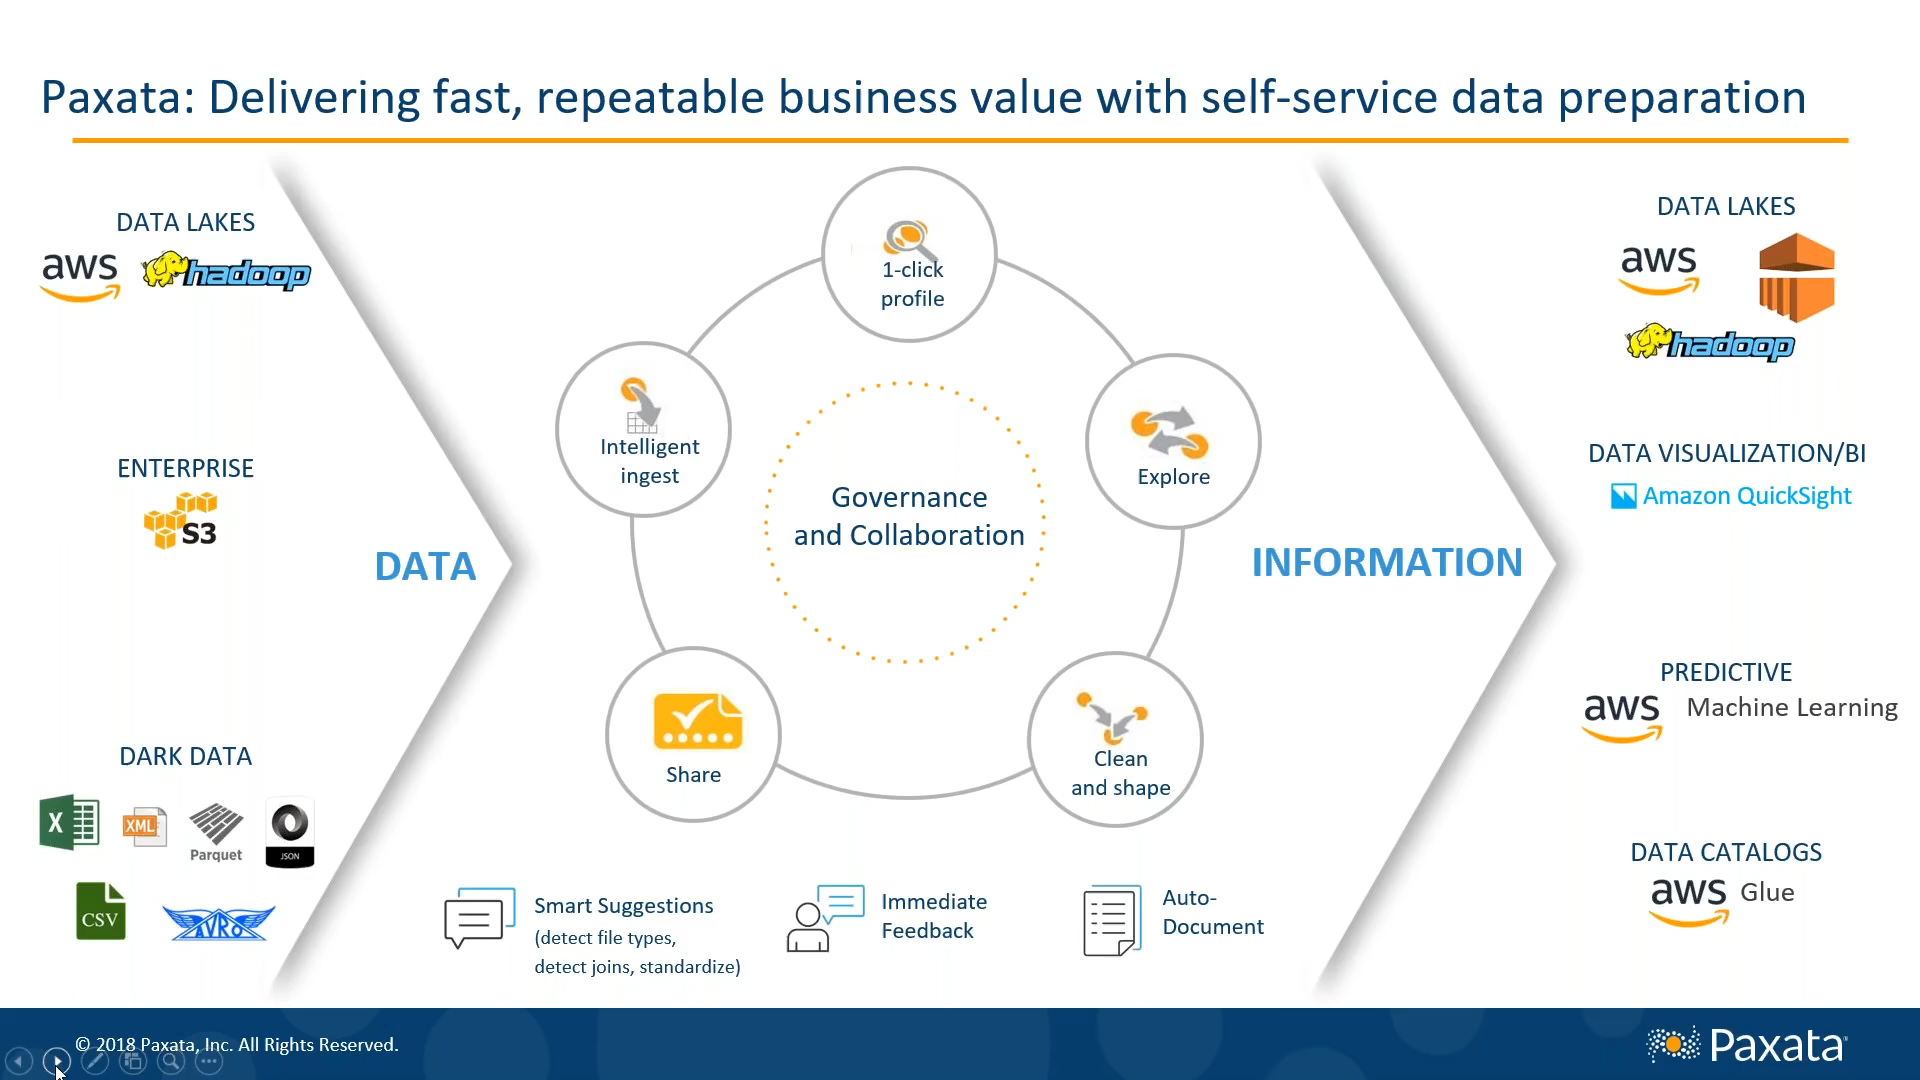 Paxata: Delivering fast, repeatable business value with self-service data preparation
DATA LAKES
aws
hadoop
ENTERPRISE
S3
DARK DATA
X
XML
Parquet
JSON
CSV
AVRO
DATA
1-click
profile
Intelligent
ingest
Explore
Governance
and Collaboration
Share
Clean
and shape
Smart Suggestions
(detect file types,
detect joins, standardize)
Immediate
Feedback
Auto-
Document
INFORMATION
DATA LAKES
aws
hadoop
DATA VISUALIZATION/BI
Amazon QuickSight
PREDICTIVE
aws Machine Learning
DATA CATALOGS
aws Glue
© 2018 Paxata, Inc. All Rights Reserved.
Paxata